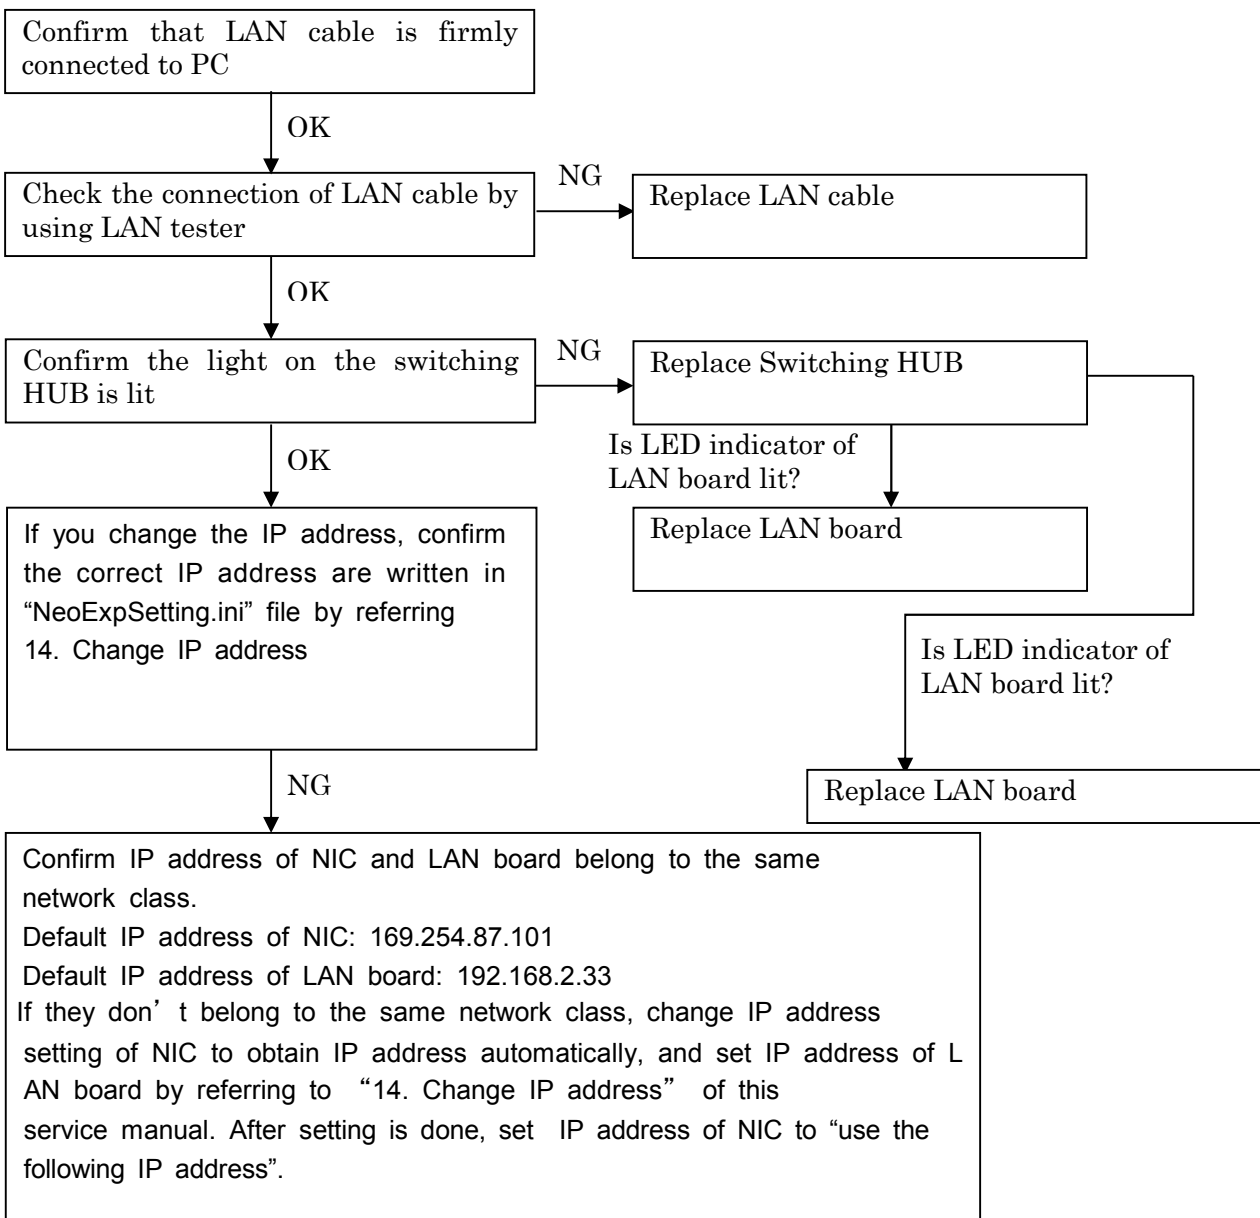 Confirm that LAN cable is firmly
connected to PC
OK
Check the connection of LAN cable by
using LAN tester
NG
Replace LAN cable
OK
Confirm the light on the switching
HUB is lit
NG
Replace Switching HUB
OK
Is LED indicator of
LAN board lit?
Replace LAN board
If you change the IP address, confirm
the correct IP address are written in
“NeoExpSetting.ini” file by referring
14. Change IP address
Is LED indicator of
LAN board lit?
Replace LAN board
NG
Confirm IP address of NIC and LAN board belong to the same
network class.
Default IP address of NIC: 169.254.87.101
Default IP address of LAN board: 192.168.2.33
If they don’ t belong to the same network class, change IP address
setting of NIC to obtain IP address automatically, and set IP address of L
AN board by referring to “14. Change IP address” of this
service manual. After setting is done, set IP address of NIC to “use the
following IP address”.